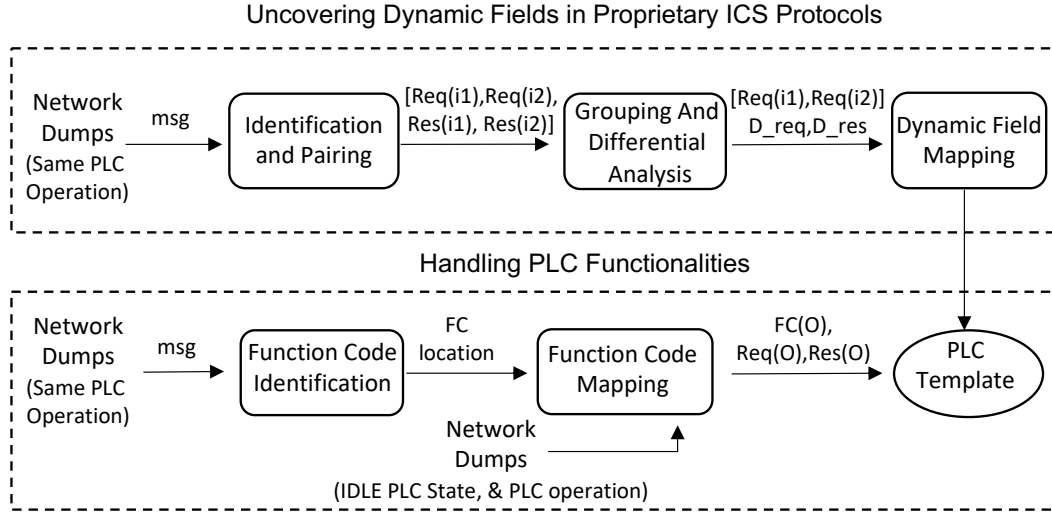 Uncovering Dynamic Fields in Proprietary ICS Protocols
Network
Dumps
(Same PLC
Operation)
msg
Identification
and Pairing
[Req(i1),Req(i2),
Res(i1), Res(i2)]
Grouping And
Differential
Analysis
[Req(i1),Req(i2)]
D_req,D_res
Dynamic Field
Mapping
Handling PLC Functionalities
Network
Dumps
(Same PLC
Operation)
msg
Function Code
Identification
FC
location
Function Code
Mapping
Network
Dumps
(IDLE PLC State, & PLC operation)
FC(O),
Req(O),Res(O)
PLC
Template